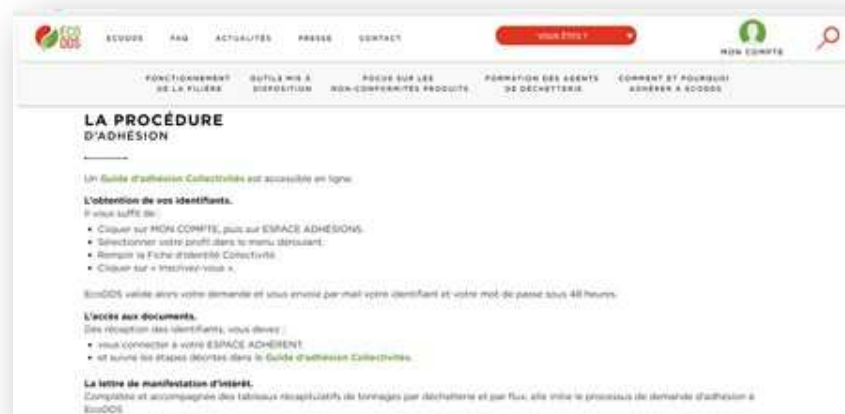 ECO DDS
ECODDS FAQ ACTUALITÉS PRESSE CONTACT VOUS ÊTES ? MON COMPTE
FONCTIONNEMENT DE LA FILIÈRE
OUTILS MIS À DISPOSITION
FOCUS SUR LES NON-CONFORMITÉS PRODUITS
FORMATION DES AGENTS DE DÉCHETTERIE
COMMENT ET POURQUOI ADHÉRER À ECODDS
LA PROCÉDURE
D'ADHÉSION
Un Guide d'adhésion Collectivités est accessible en ligne.
L'obtention de vos identifiants.
Il vous suffit de :
• Cliquer sur MON COMPTE, puis sur ESPACE ADHÉSIONS.
• Sélectionner votre profil dans le menu déroulant.
• Remplir la Fiche d'Identité Collectivité.
• Cliquer sur « Inscrivez-vous ».
EcoDDS valide alors votre demande et vous envoie par mail votre identifiant et votre mot de passe sous 48 heures.
L'accès aux documents.
Dès réception des identifiants, vous devez :
• vous connecter à votre ESPACE ADHÉRENT.
• et suivre les étapes décrites dans le Guide d'adhésion Collectivités.
La lettre de manifestation d'intérêt.
Complétée et accompagnée des tableaux récapitulatifs de tonnages par déchetterie et par flux, elle initie le processus de demande d'adhésion à
EcoDDS